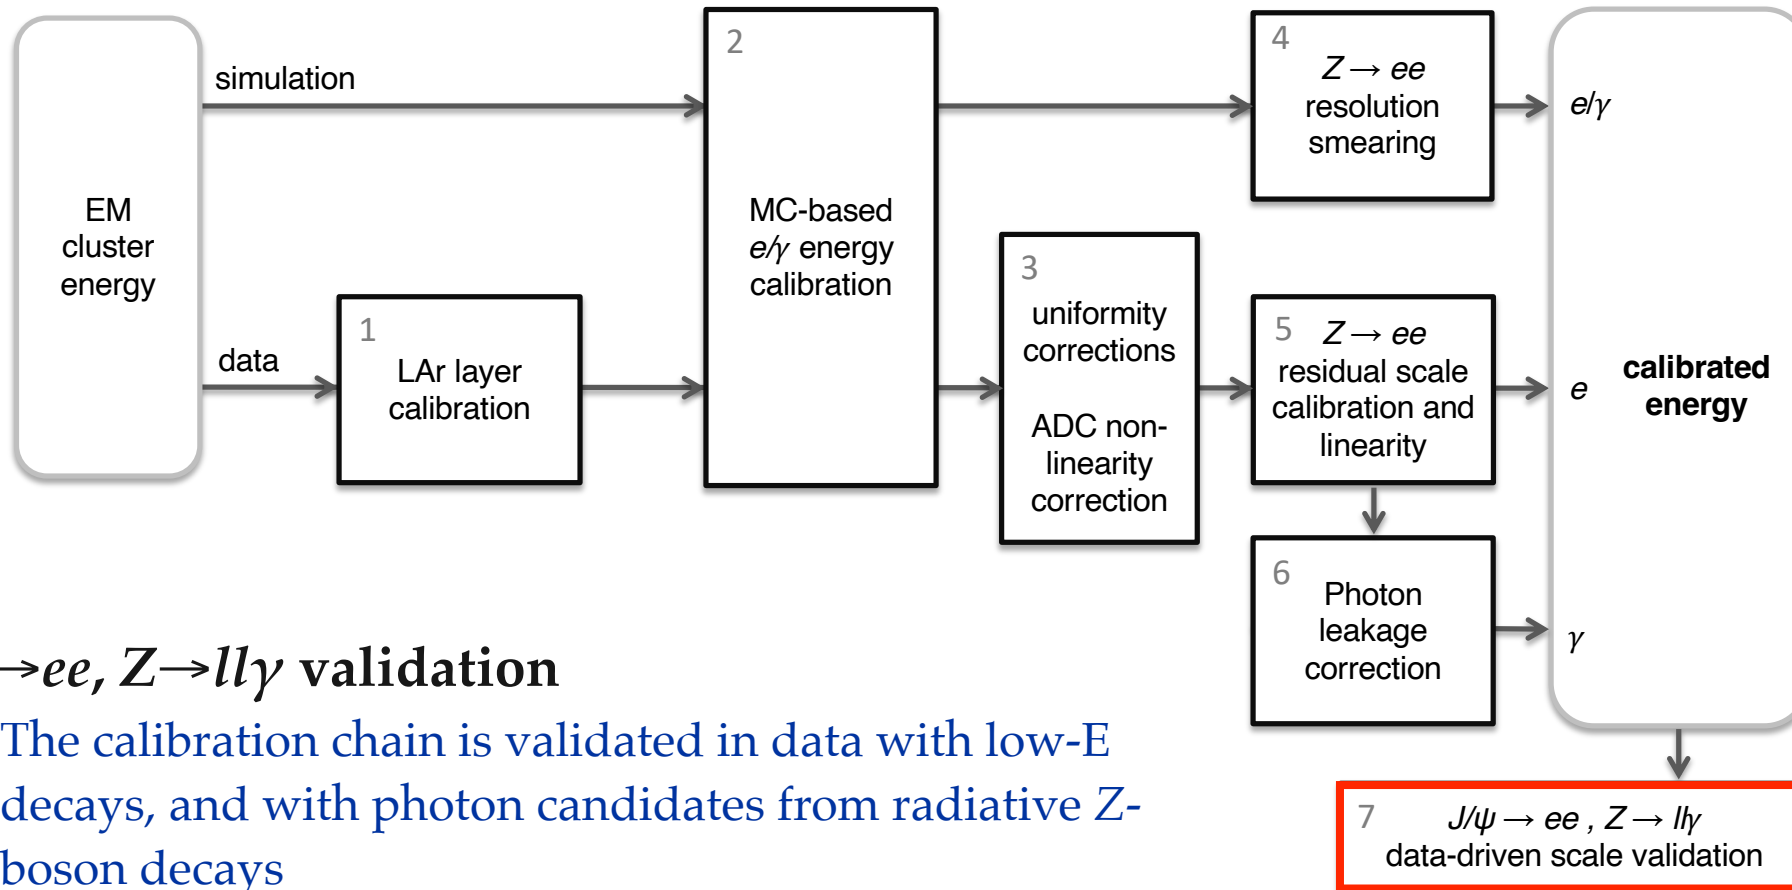 EM
cluster
energy
simulation
data
1
LAr layer
calibration
2
MC-based
e/γ energy
calibration
3
uniformity
corrections
ADC non-
linearity
correction
4
Z → ee
resolution
smearing
5
Z → ee
residual scale
calibration and
linearity
6
Photon
leakage
correction
e/γ
e
γ
calibrated
energy
7
J/ψ → ee , Z → llγ
data-driven scale validation
→ee, Z→llγ validation
The calibration chain is validated in data with low-E
decays, and with photon candidates from radiative Z-
boson decays